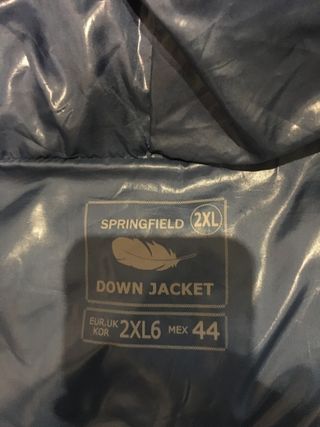 SPRINGFIELD 2XL
DOWN JACKET
EUR.UK KOR 2XL6 MEX 44